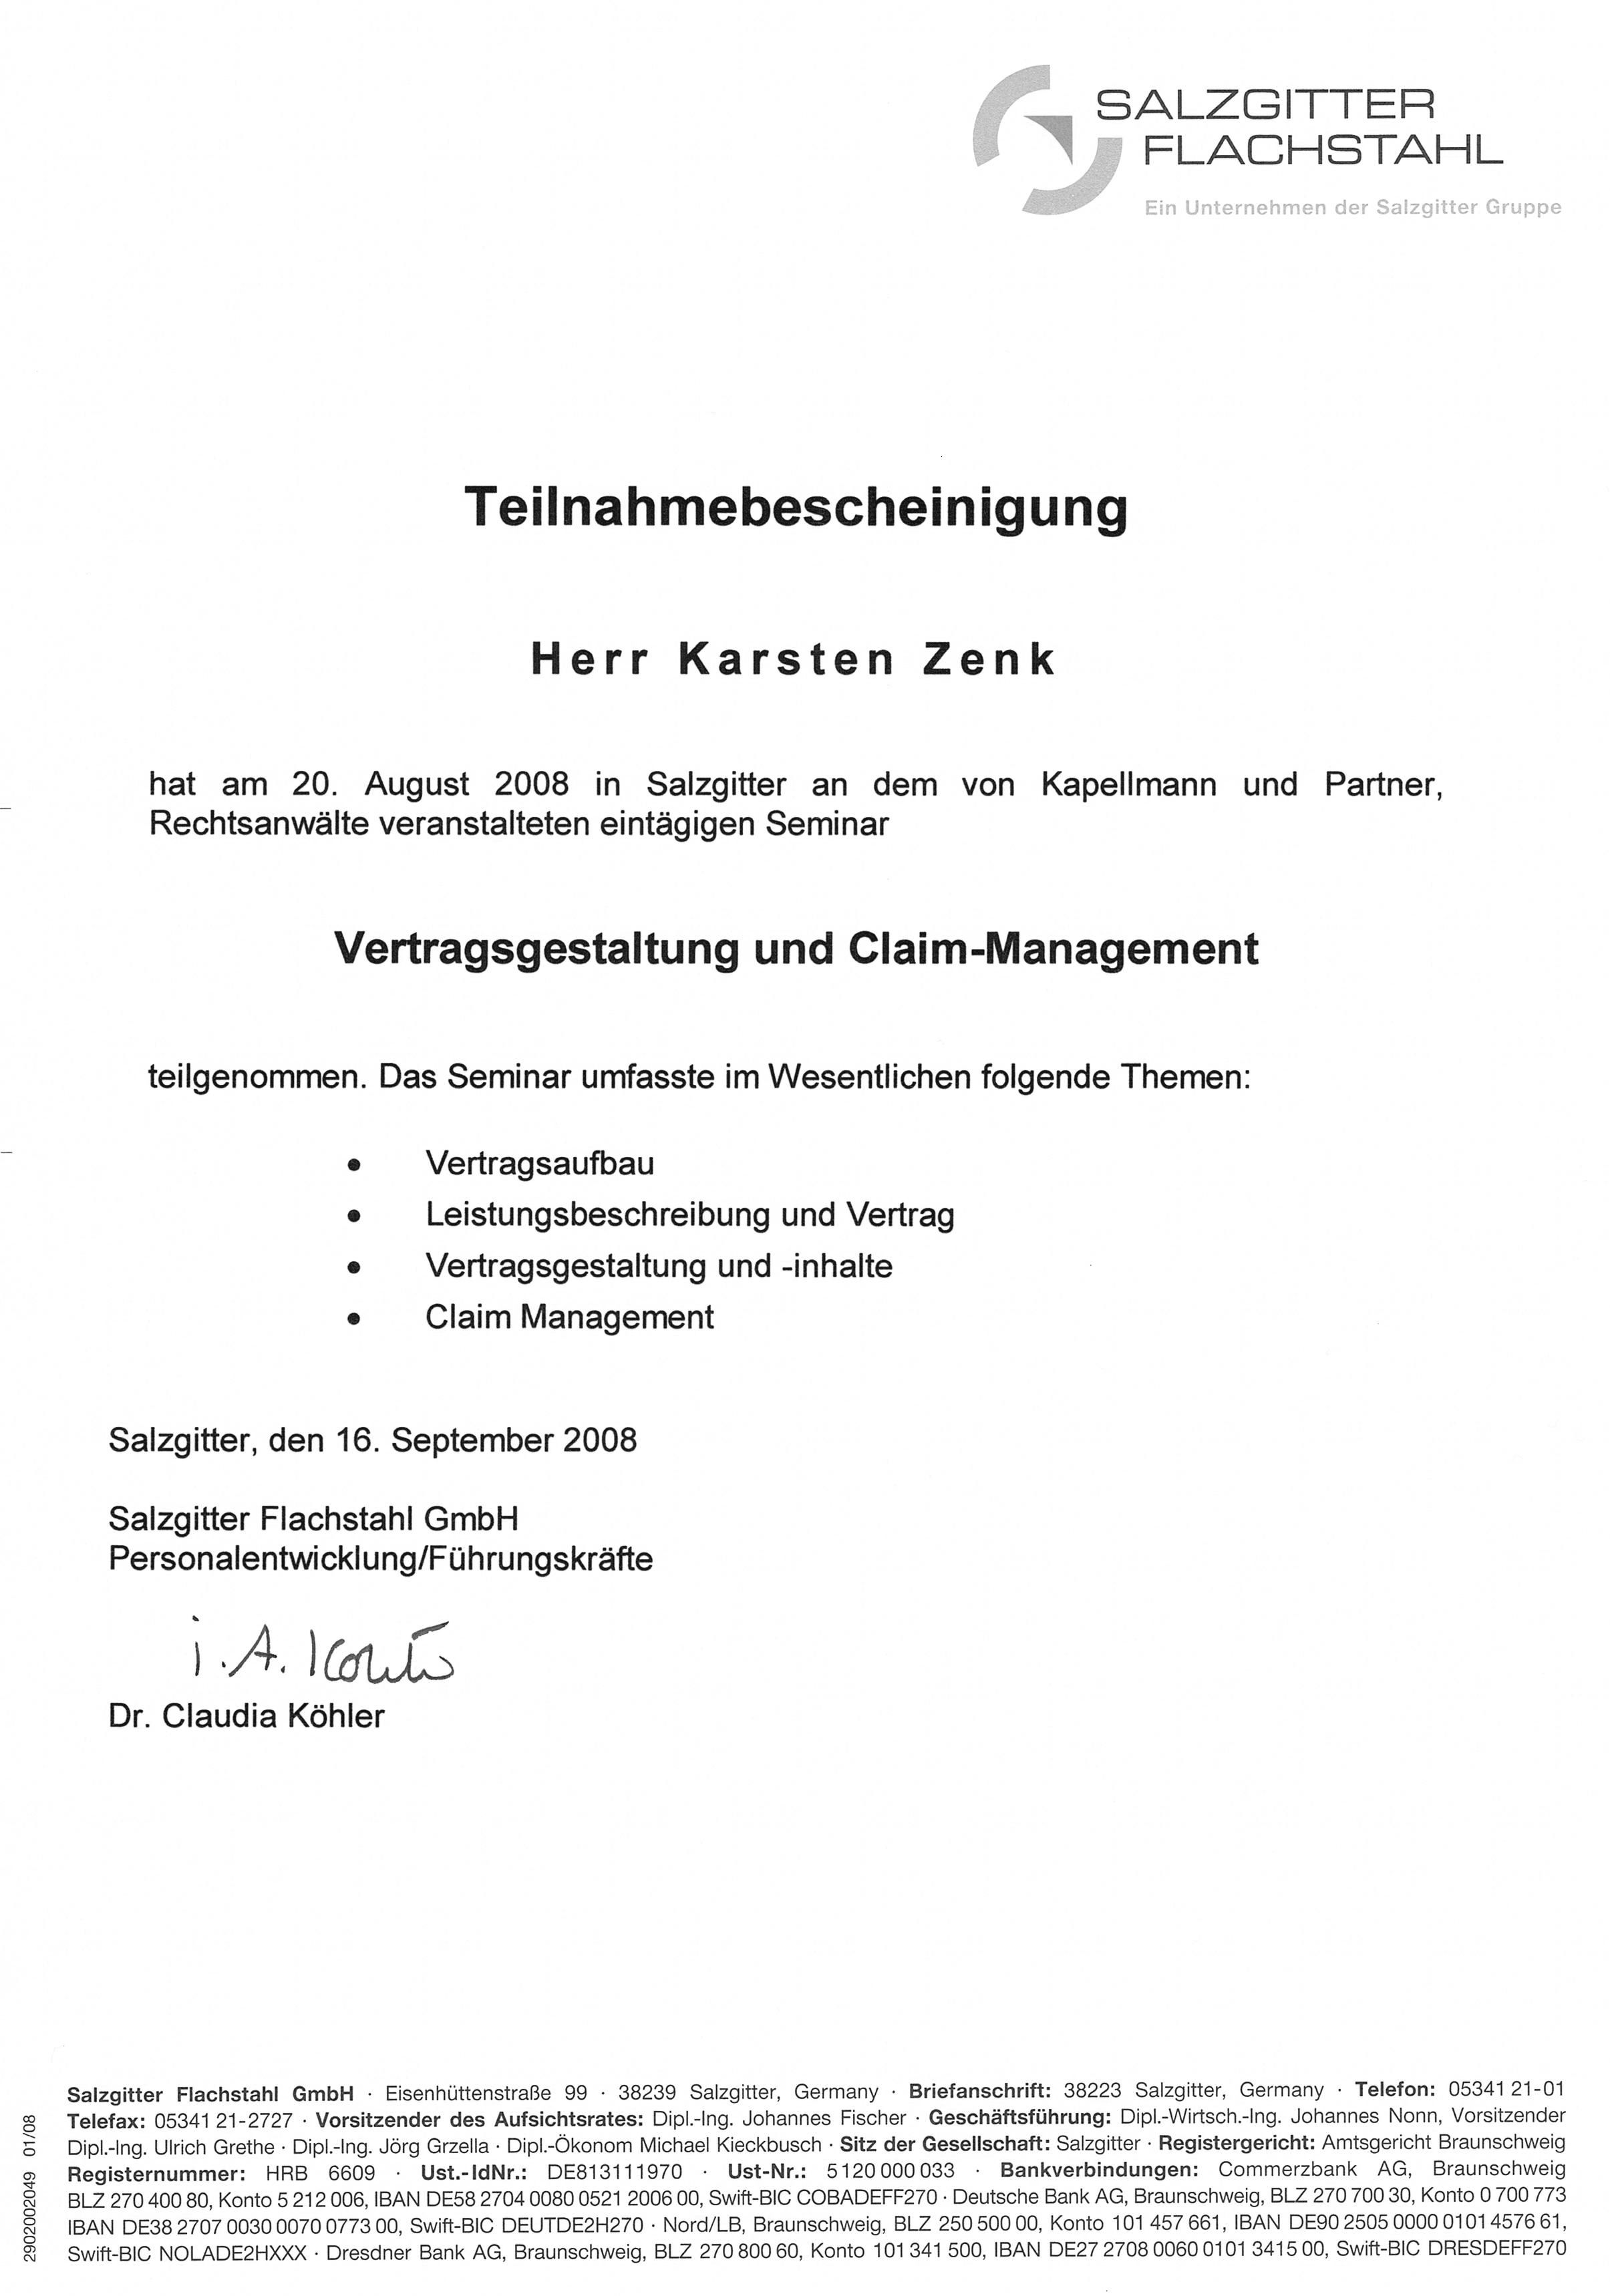 SALZGITTER
FLACHSTAHL
Ein Unternehmen der Salzgitter Gruppe
Teilnahmebescheinigung
Herr Karsten Zenk
hat am 20. August 2008 in Salzgitter an dem von Kapellmann und Partner,
Rechtsanwälte veranstalteten eintägigen Seminar
Vertragsgestaltung und Claim-Management
teilgenommen. Das Seminar umfasste im Wesentlichen folgende Themen:
• Vertragsaufbau
• Leistungsbeschreibung und Vertrag
• Vertragsgestaltung und -inhalte
• Claim Management
Salzgitter, den 16. September 2008
Salzgitter Flachstahl GmbH
Personalentwicklung/Führungskräfte
i.A.
Dr. Claudia Köhler
Salzgitter Flachstahl GmbH · Eisenhüttenstraße 99 · 38239 Salzgitter, Germany · Briefanschrift: 38223 Salzgitter, Germany · Telefon: 05341 21-01
Telefax: 05341 21-2727 · Vorsitzender des Aufsichtsrates: Dipl.-Ing. Johannes Fischer · Geschäftsführung: Dipl.-Wirtsch.-Ing. Johannes Nonn, Vorsitzender
Dipl.-Ing. Ulrich Grethe · Dipl.-Ing. Jörg Grzella · Dipl.-Ökonom Michael Kieckbusch · Sitz der Gesellschaft: Salzgitter · Registergericht: Amtsgericht Braunschweig
Registernummer: HRB 6609 · Ust.-IdNr.: DE813111970 · Ust-Nr.: 5120 000 033 · Bankverbindungen: Commerzbank AG, Braunschweig
BLZ 270 400 80, Konto 5 212 006, IBAN DE58 2704 0080 0521 2006 00, Swift-BIC COBADEFF270 · Deutsche Bank AG, Braunschweig, BLZ 270 700 30, Konto 0 700 773
IBAN DE38 2707 0030 0070 0773 00, Swift-BIC DEUTDE2H270 · Nord/LB, Braunschweig, BLZ 250 500 00, Konto 101 457 661, IBAN DE90 2505 0000 0101 4576 61,
Swift-BIC NOLADE2HXXX · Dresdner Bank AG, Braunschweig, BLZ 270 800 60, Konto 101 341 500, IBAN DE27 2708 0060 0101 3415 00, Swift-BIC DRESDEFF270
2902002049 01/08